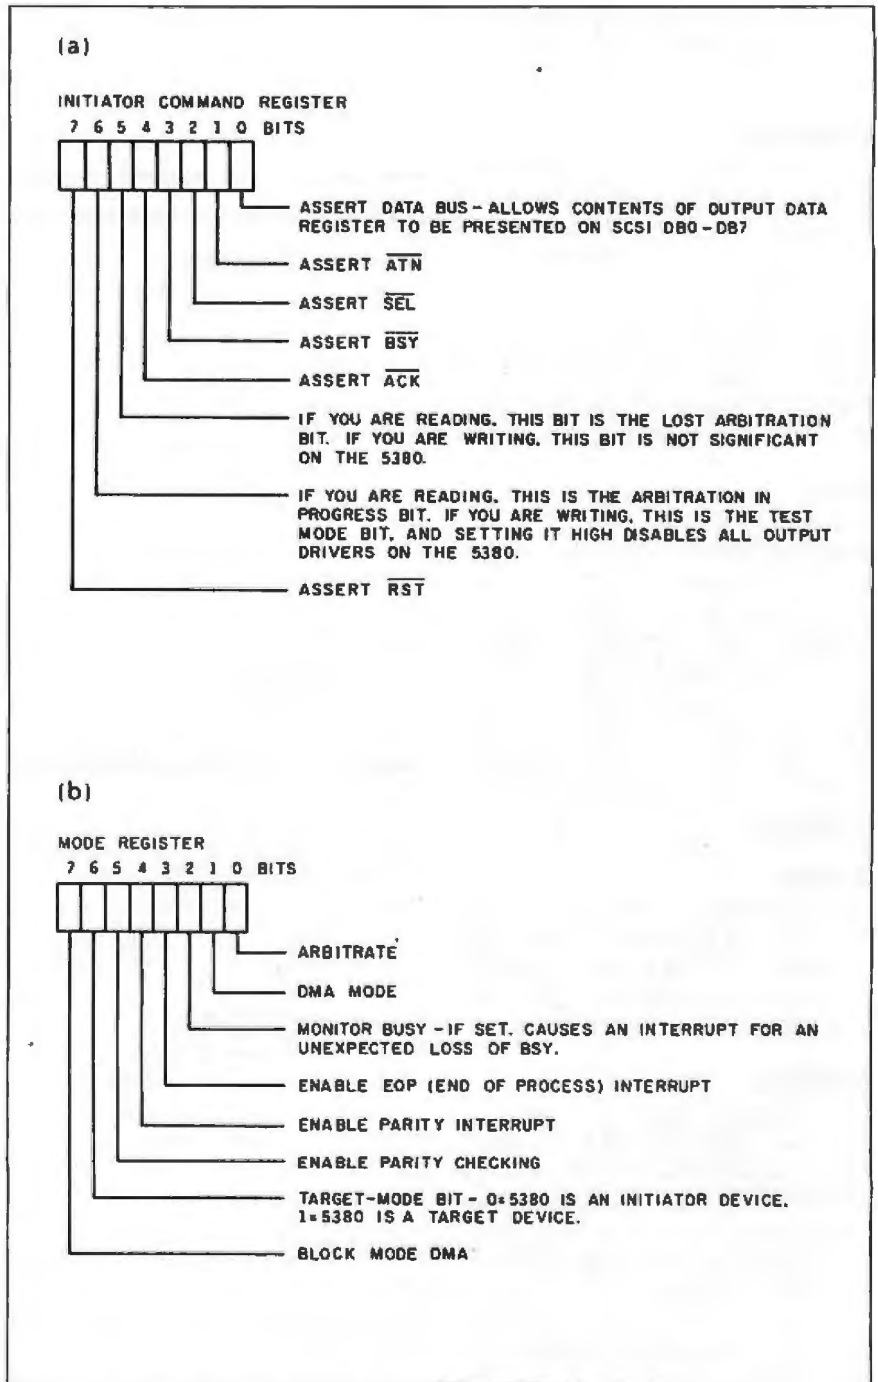 (a)
INITIATOR COMMAND REGISTER
7 6 5 4 3 2 1 0 BITS
ASSERT DATA BUS - ALLOWS CONTENTS OF OUTPUT DATA
REGISTER TO BE PRESENTED ON SCSI DB0 - DB7
ASSERT A̅T̅N̅
ASSERT S̅E̅L̅
ASSERT B̅S̅Y̅
ASSERT A̅C̅K̅
IF YOU ARE READING, THIS BIT IS THE LOST ARBITRATION
BIT. IF YOU ARE WRITING, THIS BIT IS NOT SIGNIFICANT
ON THE 5380.
IF YOU ARE READING, THIS IS THE ARBITRATION IN
PROGRESS BIT. IF YOU ARE WRITING, THIS IS THE TEST
MODE BIT, AND SETTING IT HIGH DISABLES ALL OUTPUT
DRIVERS ON THE 5380.
ASSERT R̅S̅T̅
(b)
MODE REGISTER
7 6 5 4 3 2 1 0 BITS
ARBITRATE
DMA MODE
MONITOR BUSY - IF SET, CAUSES AN INTERRUPT FOR AN
UNEXPECTED LOSS OF BSY.
ENABLE EOP (END OF PROCESS) INTERRUPT
ENABLE PARITY INTERRUPT
ENABLE PARITY CHECKING
TARGET-MODE BIT - 0=5380 IS AN INITIATOR DEVICE,
1=5380 IS A TARGET DEVICE.
BLOCK MODE DMA